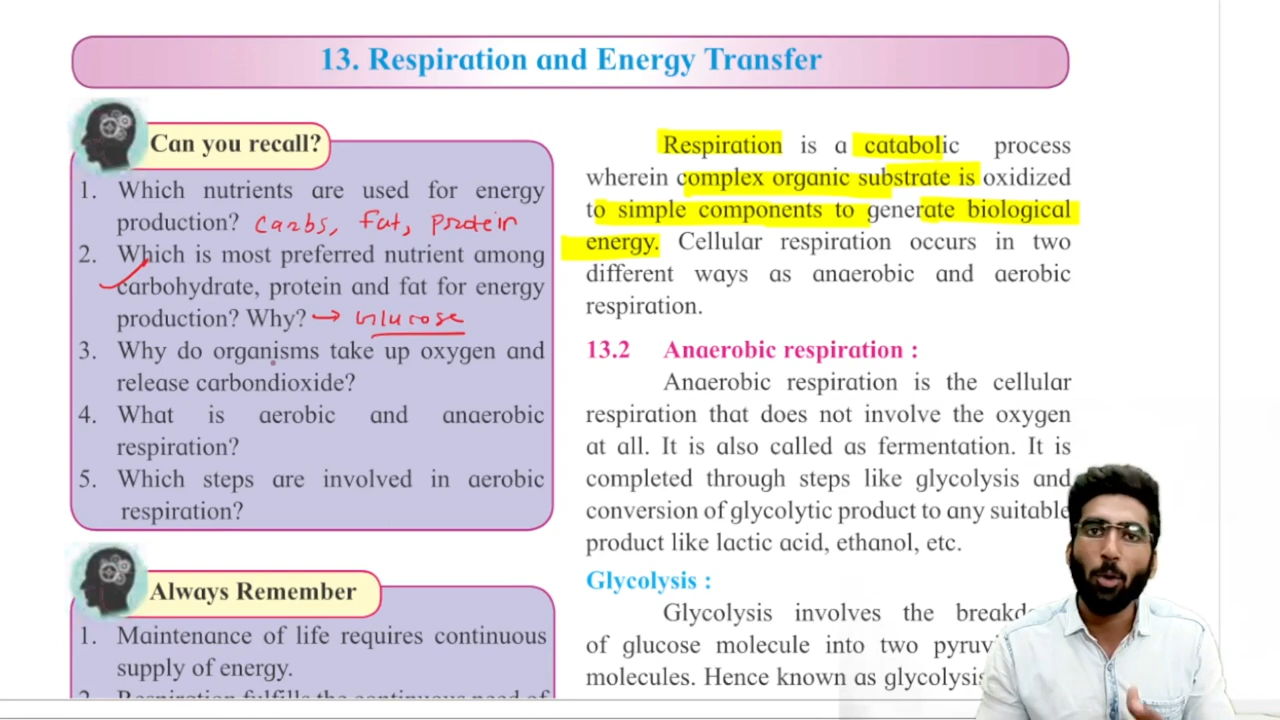 13. Respiration and Energy Transfer
Can you recall?
1. Which nutrients are used for energy
production? carbs, fat, protein
2. Which is most preferred nutrient among
carbohydrate, protein and fat for energy
production? Why? → Glucose
3. Why do organisms take up oxygen and
release carbondioxide?
4. What is aerobic and anaerobic
respiration?
5. Which steps are involved in aerobic
respiration?
Always Remember
1. Maintenance of life requires continuous
supply of energy.
2. Respiration fulfills the continuous need of
Respiration is a catabolic process
wherein complex organic substrate is oxidized
to simple components to generate biological
energy. Cellular respiration occurs in two
different ways as anaerobic and aerobic
respiration.
13.2 Anaerobic respiration :
Anaerobic respiration is the cellular
respiration that does not involve the oxygen
at all. It is also called as fermentation. It is
completed through steps like glycolysis and
conversion of glycolytic product to any suitable
product like lactic acid, ethanol, etc.
Glycolysis :
Glycolysis involves the
of glucose molecule into two
molecules. Hence known as